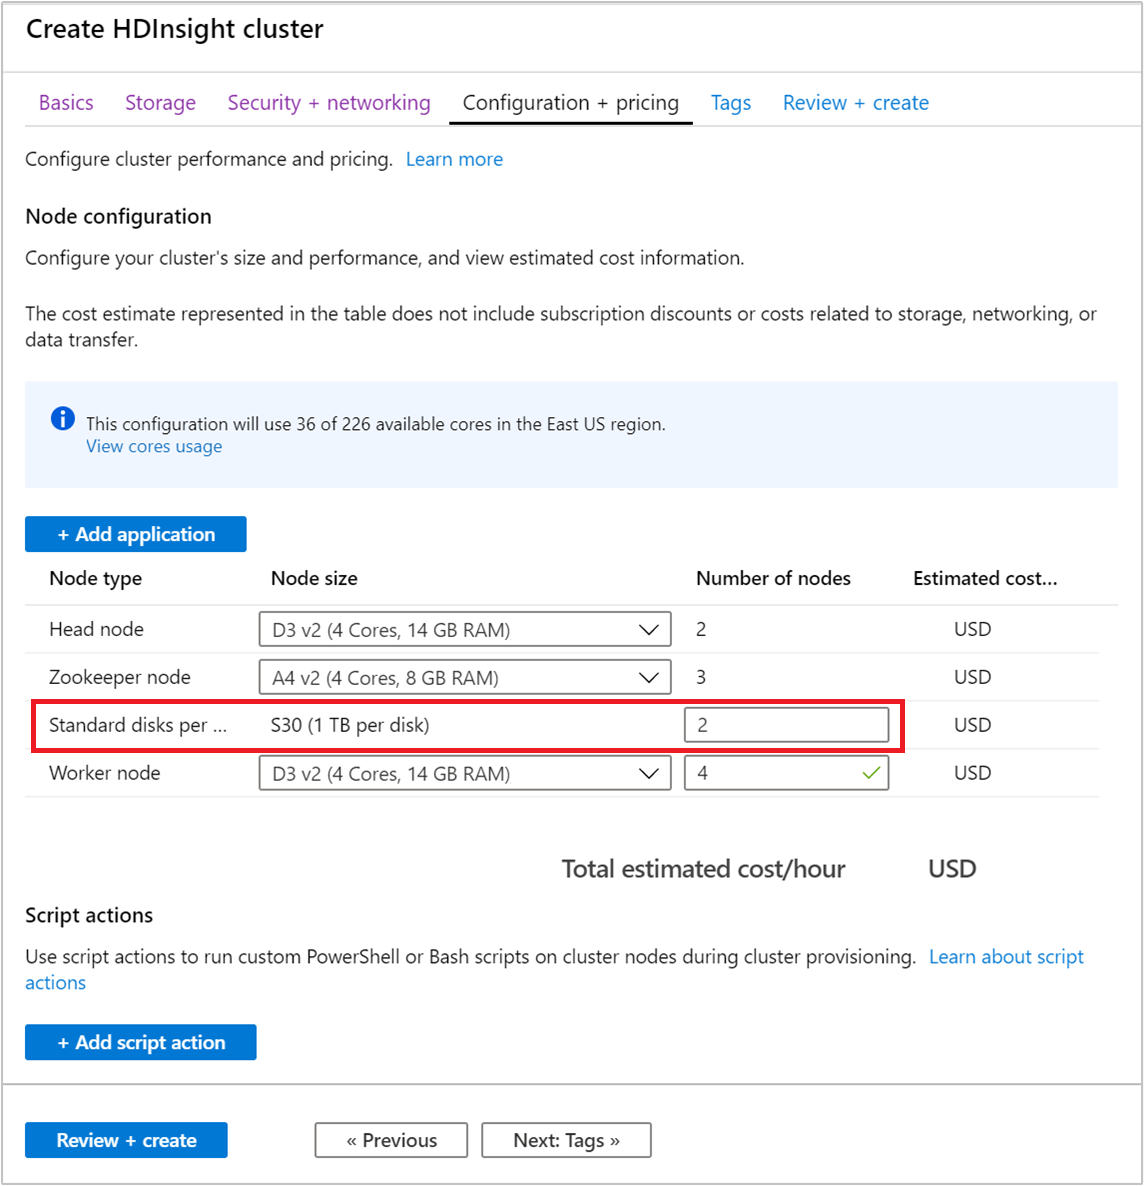 Create HDInsight cluster
Basics Storage Security + networking Configuration + pricing Tags Review + create
Configure cluster performance and pricing. Learn more
Node configuration
Configure your cluster's size and performance, and view estimated cost information.
The cost estimate represented in the table does not include subscription discounts or costs related to storage, networking, or
data transfer.
This configuration will use 36 of 226 available cores in the East US region.
View cores usage
+ Add application
Node type Node size Number of nodes Estimated cost...
Head node D3 v2 (4 Cores, 14 GB RAM) 2 USD
Zookeeper node A4 v2 (4 Cores, 8 GB RAM) 3 USD
Standard disks per ... S30 (1 TB per disk) 2 USD
Worker node D3 v2 (4 Cores, 14 GB RAM) 4 USD
Total estimated cost/hour USD
Script actions
Use script actions to run custom PowerShell or Bash scripts on cluster nodes during cluster provisioning. Learn about script
actions
+ Add script action
Review + create « Previous Next: Tags »